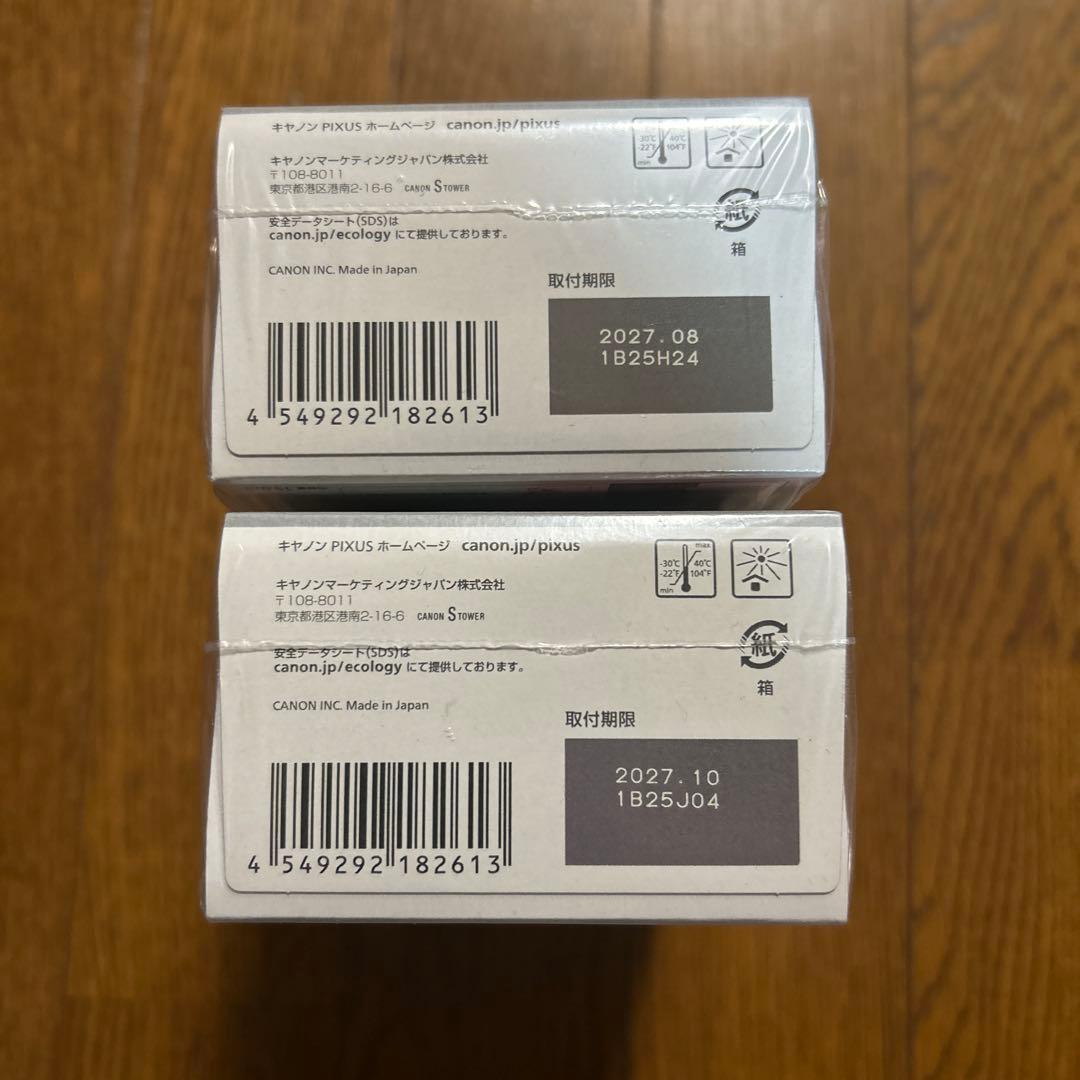 キヤノン PIXUS ホームページ canon.jp/pixus
キヤノンマーケティングジャパン株式会社
〒108-8011
東京都港区港南2-16-6 CANON S TOWER
安全データシート(SDS)は
canon.jp/ecology にて提供しております。
CANON INC. Made in Japan
-30℃ 40℃
-22°F 104°F
min
紙
箱
取付期限
2027.08
1B25H24
4 549292 182613
キヤノン PIXUS ホームページ canon.jp/pixus
キヤノンマーケティングジャパン株式会社
〒108-8011
東京都港区港南2-16-6 CANON S TOWER
安全データシート(SDS)は
canon.jp/ecology にて提供しております。
CANON INC. Made in Japan
max.
-30℃ 40℃
-22°F 104°F
min
紙
箱
取付期限
2027.10
1B25J04
4 549292 182613